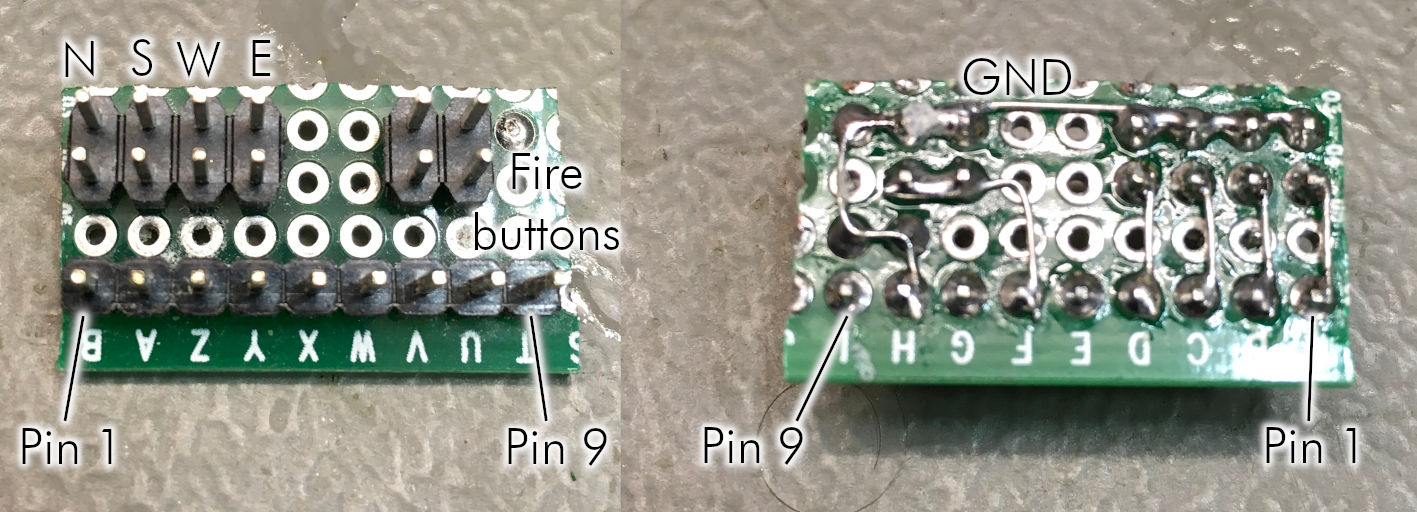 N S W E
Fire
buttons
B A Z Y X W V U T S
Pin 1
Pin 9
GND
I H G F E D C B
Pin 9
Pin 1